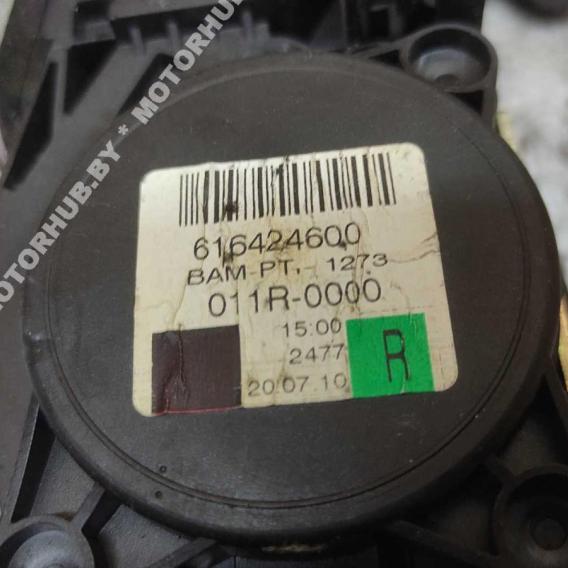 MOTORHUB.BY * MOTORHUB
616424600
BAM-PT,- 1273
011R-0000
15:00
2477
20.07.10
R